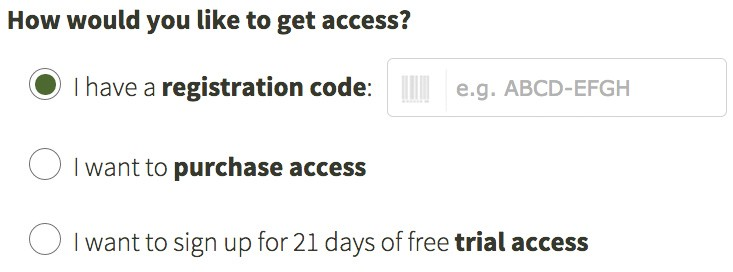 How would you like to get access?
I have a registration code: e.g. ABCD-EFGH
I want to purchase access
I want to sign up for 21 days of free trial access